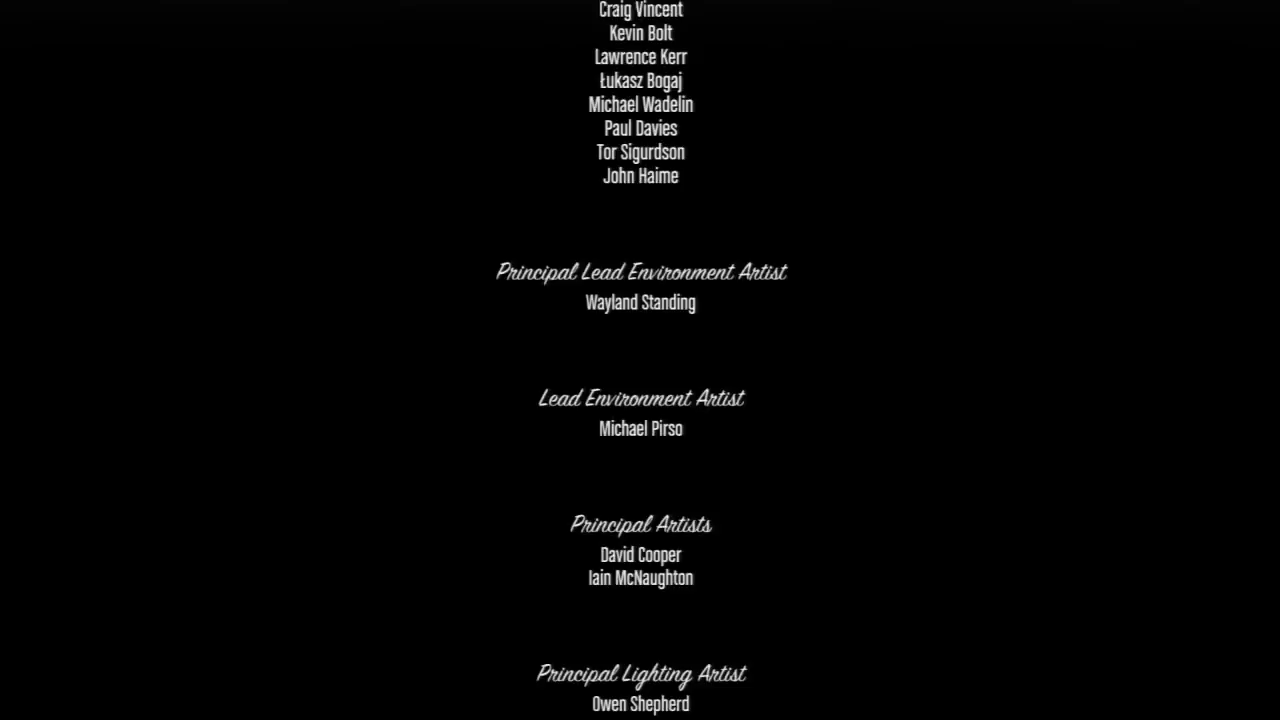 Craig Vincent
Kevin Bolt
Lawrence Kerr
Łukasz Bogaj
Michael Wadelin
Paul Davies
Tor Sigurdson
John Haime
Principal Lead Environment Artist
Wayland Standing
Lead Environment Artist
Michael Pirso
Principal Artists
David Cooper
Iain McNaughton
Principal Lighting Artist
Owen Shepherd